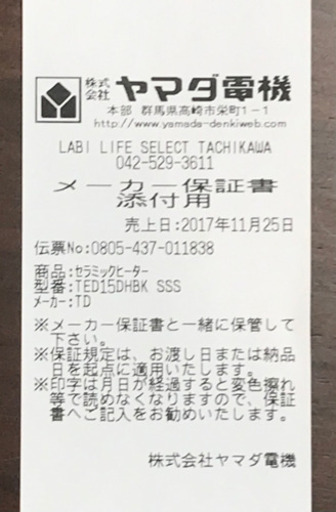 株式会社 ヤマダ電機
本部 群馬県高崎市栄町1-1
http://www.yamada-denkiweb.com
LABI LIFE SELECT TACHIKAWA
042-529-3611
メーカー保証書
添付用
売上日:2017年11月25日
伝票No:0805-437-011838
商品:セラミックヒーター
型番:TED15DHBK SSS
メーカー:TD
※メーカー保証書と一緒に保管して
下さい。
※保証規定は、お渡し日または納品
日を起点に適用いたします。
※印字は月日が経過すると変色擦れ
等で読めなくなりますので、保証
書へご記入をお勧めいたします。
株式会社ヤマダ電機